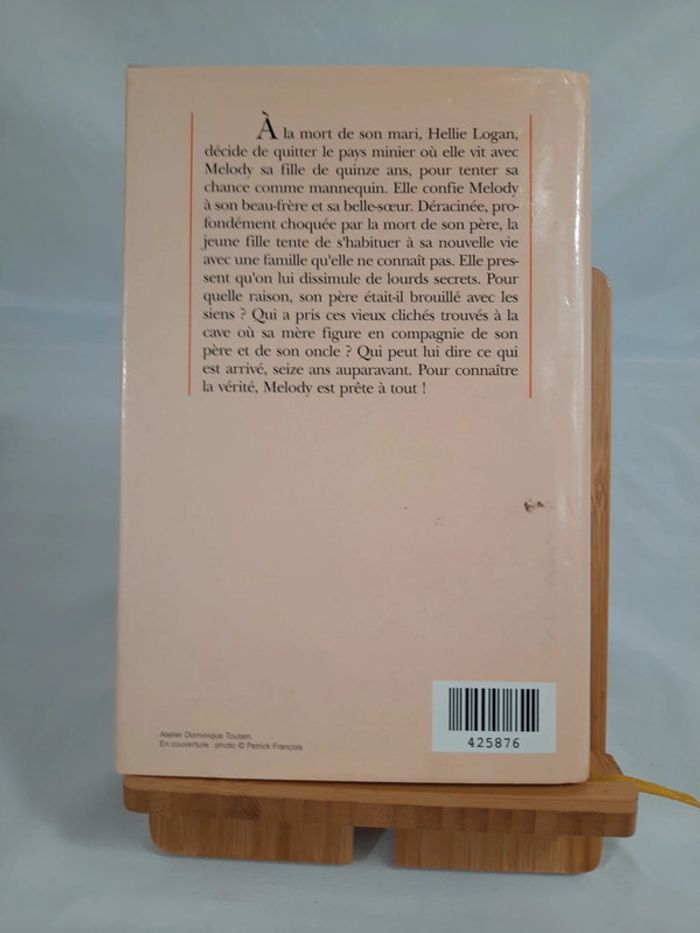 À la mort de son mari, Hellie Logan,
décide de quitter le pays minier où elle vit avec
Melody sa fille de quinze ans, pour tenter sa
chance comme mannequin. Elle confie Melody
à son beau-frère et sa belle-sœur. Déracinée, pro-
fondément choquée par la mort de son père, la
jeune fille tente de s'habituer à sa nouvelle vie
avec une famille qu'elle ne connaît pas. Elle pres-
sent qu'on lui dissimule de lourds secrets. Pour
quelle raison, son père était-il brouillé avec les
siens ? Qui a pris ces vieux clichés trouvés à la
cave où sa mère figure en compagnie de son
père et de son oncle ? Qui peut lui dire ce qui
est arrivé, seize ans auparavant. Pour connaître
la vérité, Melody est prête à tout !
Atelier Dominique Toutain
En couverture : photo © Patrick François
425876